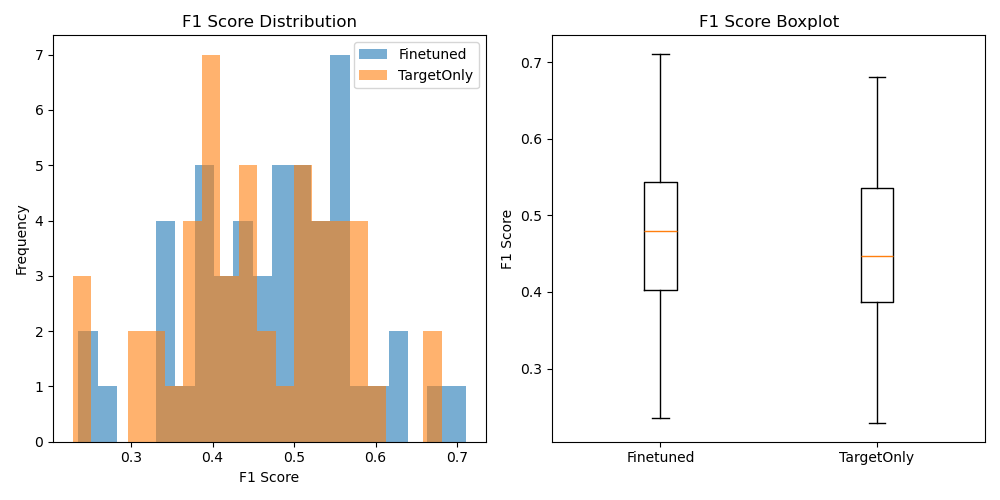 F1 Score Distribution
Finetuned
TargetOnly
7
6
5
4
3
2
1
0
Frequency
0.3 0.4 0.5 0.6 0.7
F1 Score
F1 Score Boxplot
0.7
0.6
0.5
0.4
0.3
F1 Score
Finetuned TargetOnly